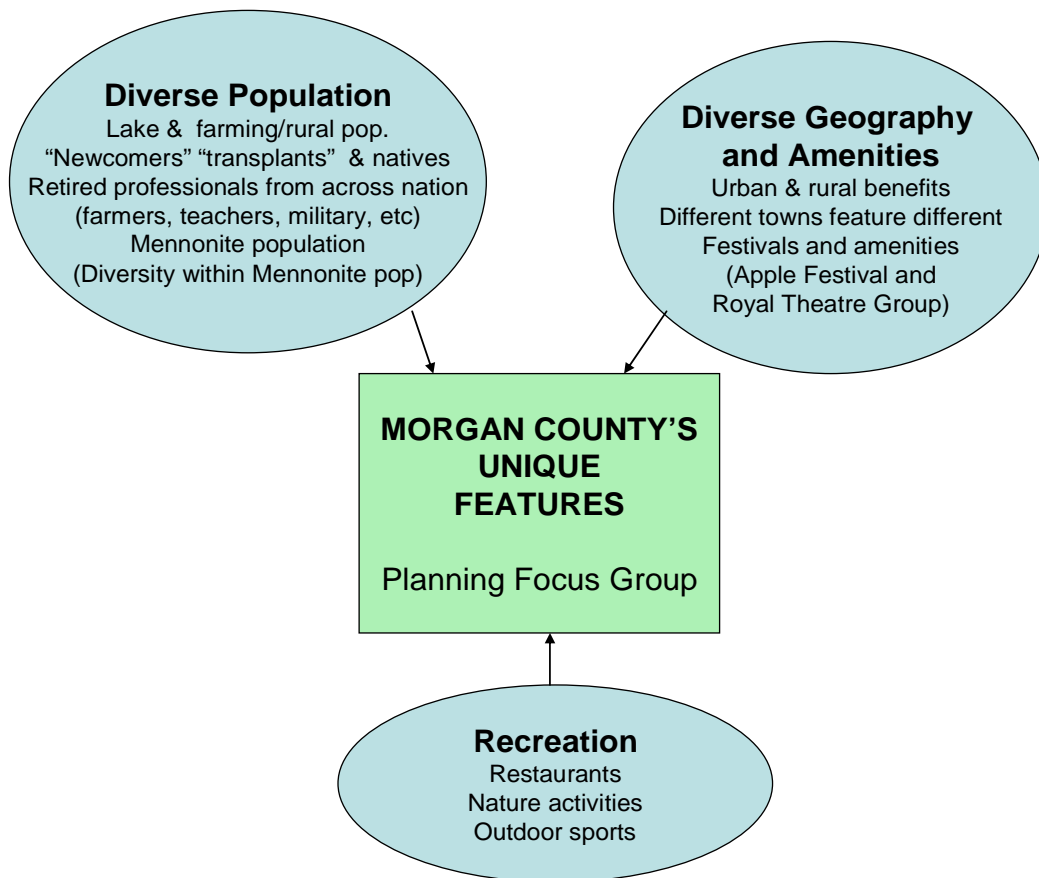 Diverse Population
Lake & farming/rural pop.
“Newcomers” “transplants” & natives
Retired professionals from across nation
(farmers, teachers, military, etc)
Mennonite population
(Diversity within Mennonite pop)
Diverse Geography
and Amenities
Urban & rural benefits
Different towns feature different
Festivals and amenities
(Apple Festival and
Royal Theatre Group)
MORGAN COUNTY’S
UNIQUE
FEATURES
Planning Focus Group
Recreation
Restaurants
Nature activities
Outdoor sports